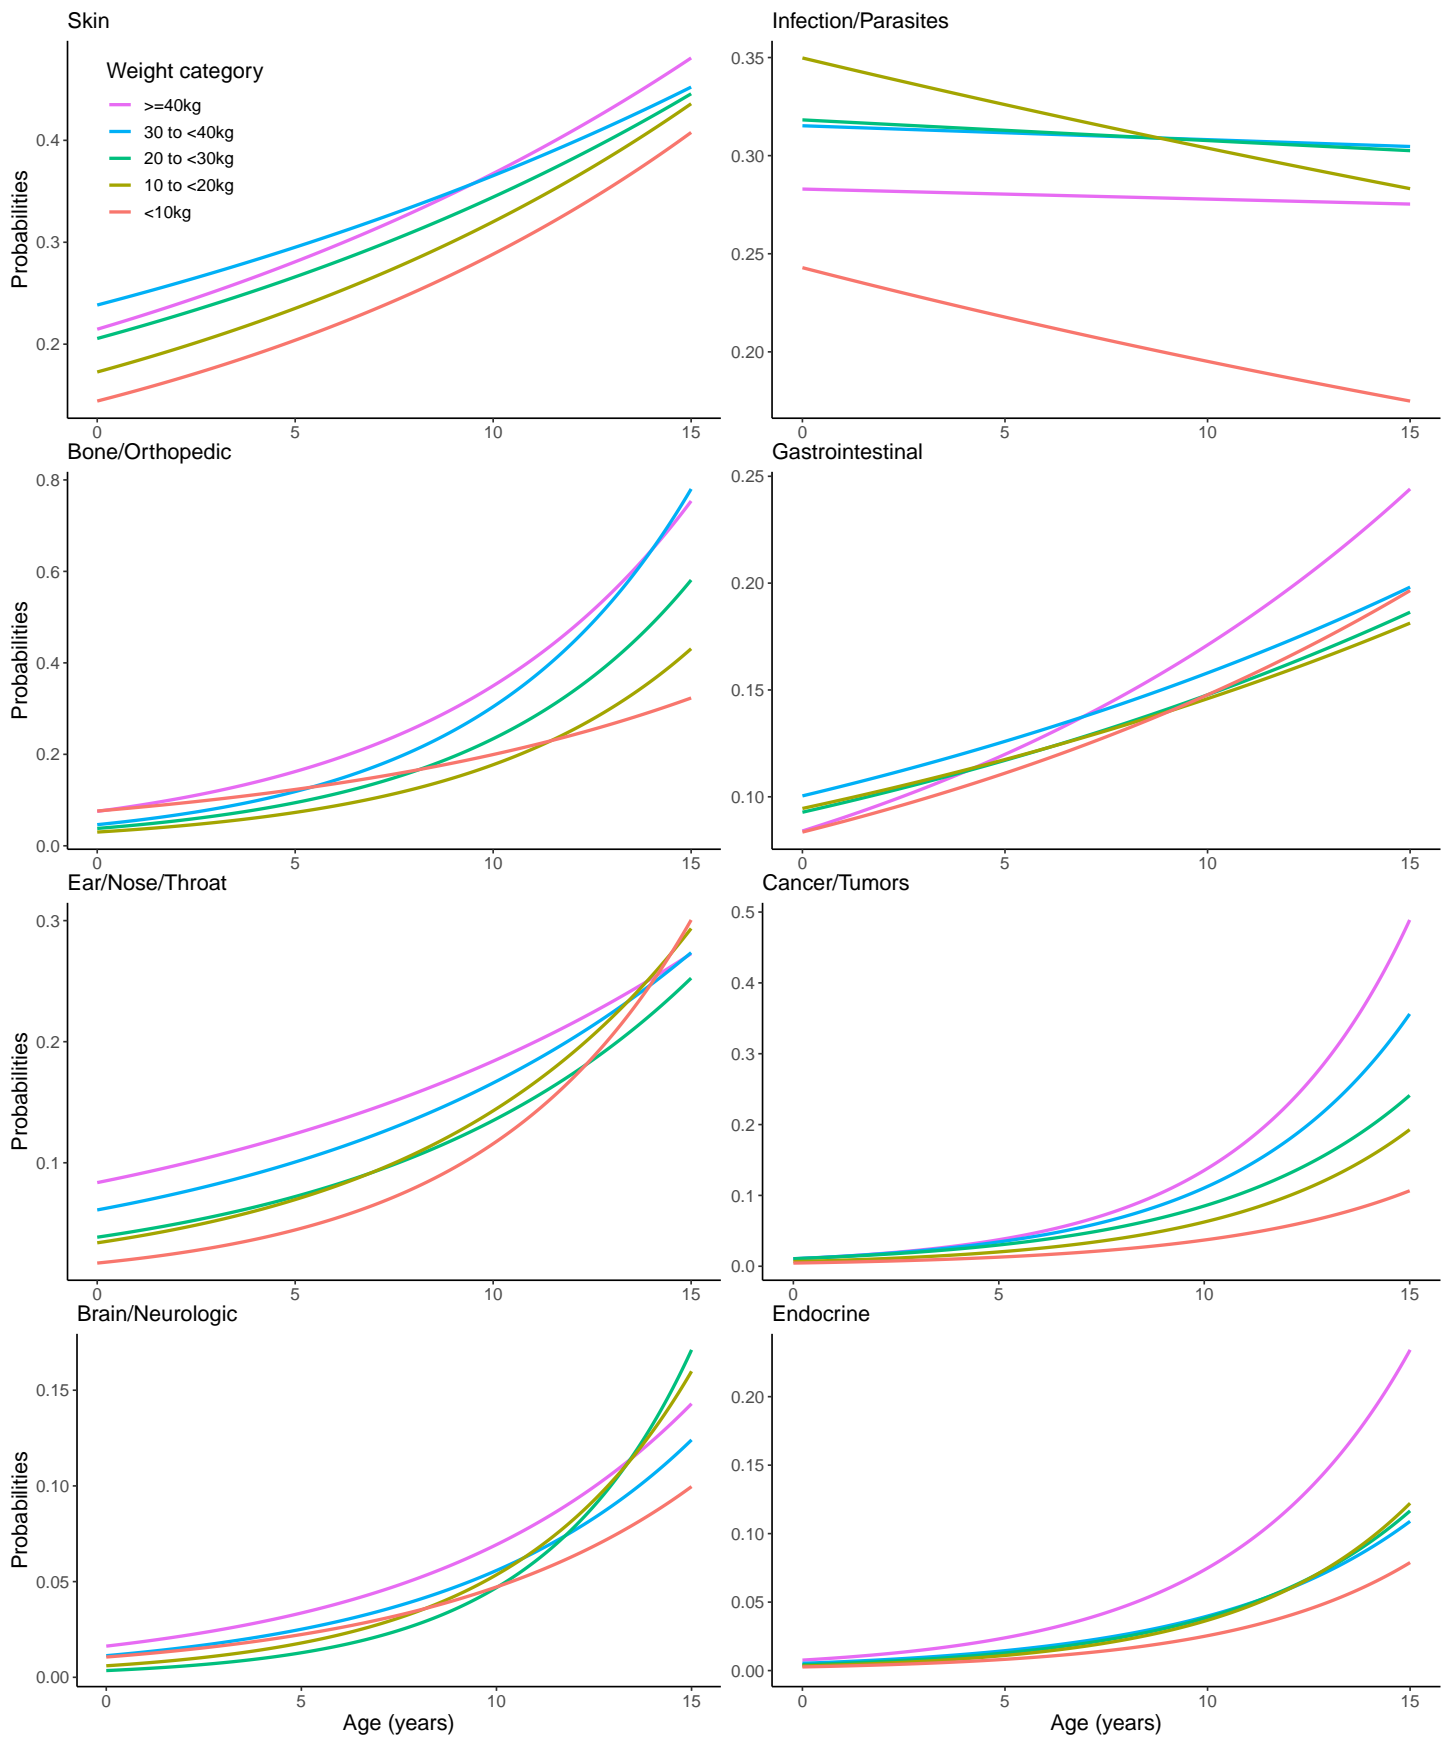 Skin
Probabilities
0.4
0.3
0.2
Weight category
>=40kg
30 to <40kg
20 to <30kg
10 to <20kg
<10kg
0 5 10 15
Infection/Parasites
0.35
0.30
0.25
0.20
0 5 10 15
Bone/Orthopedic
Probabilities
0.8
0.6
0.4
0.2
0.0
0 5 10 15
Gastrointestinal
0.25
0.20
0.15
0.10
0 5 10 15
Ear/Nose/Throat
Probabilities
0.3
0.2
0.1
0 5 10 15
Cancer/Tumors
0.5
0.4
0.3
0.2
0.1
0.0
0 5 10 15
Brain/Neurologic
Probabilities
0.15
0.10
0.05
0.00
0 5 10 15
Age (years)
Endocrine
0.20
0.15
0.10
0.05
0.00
0 5 10 15
Age (years)